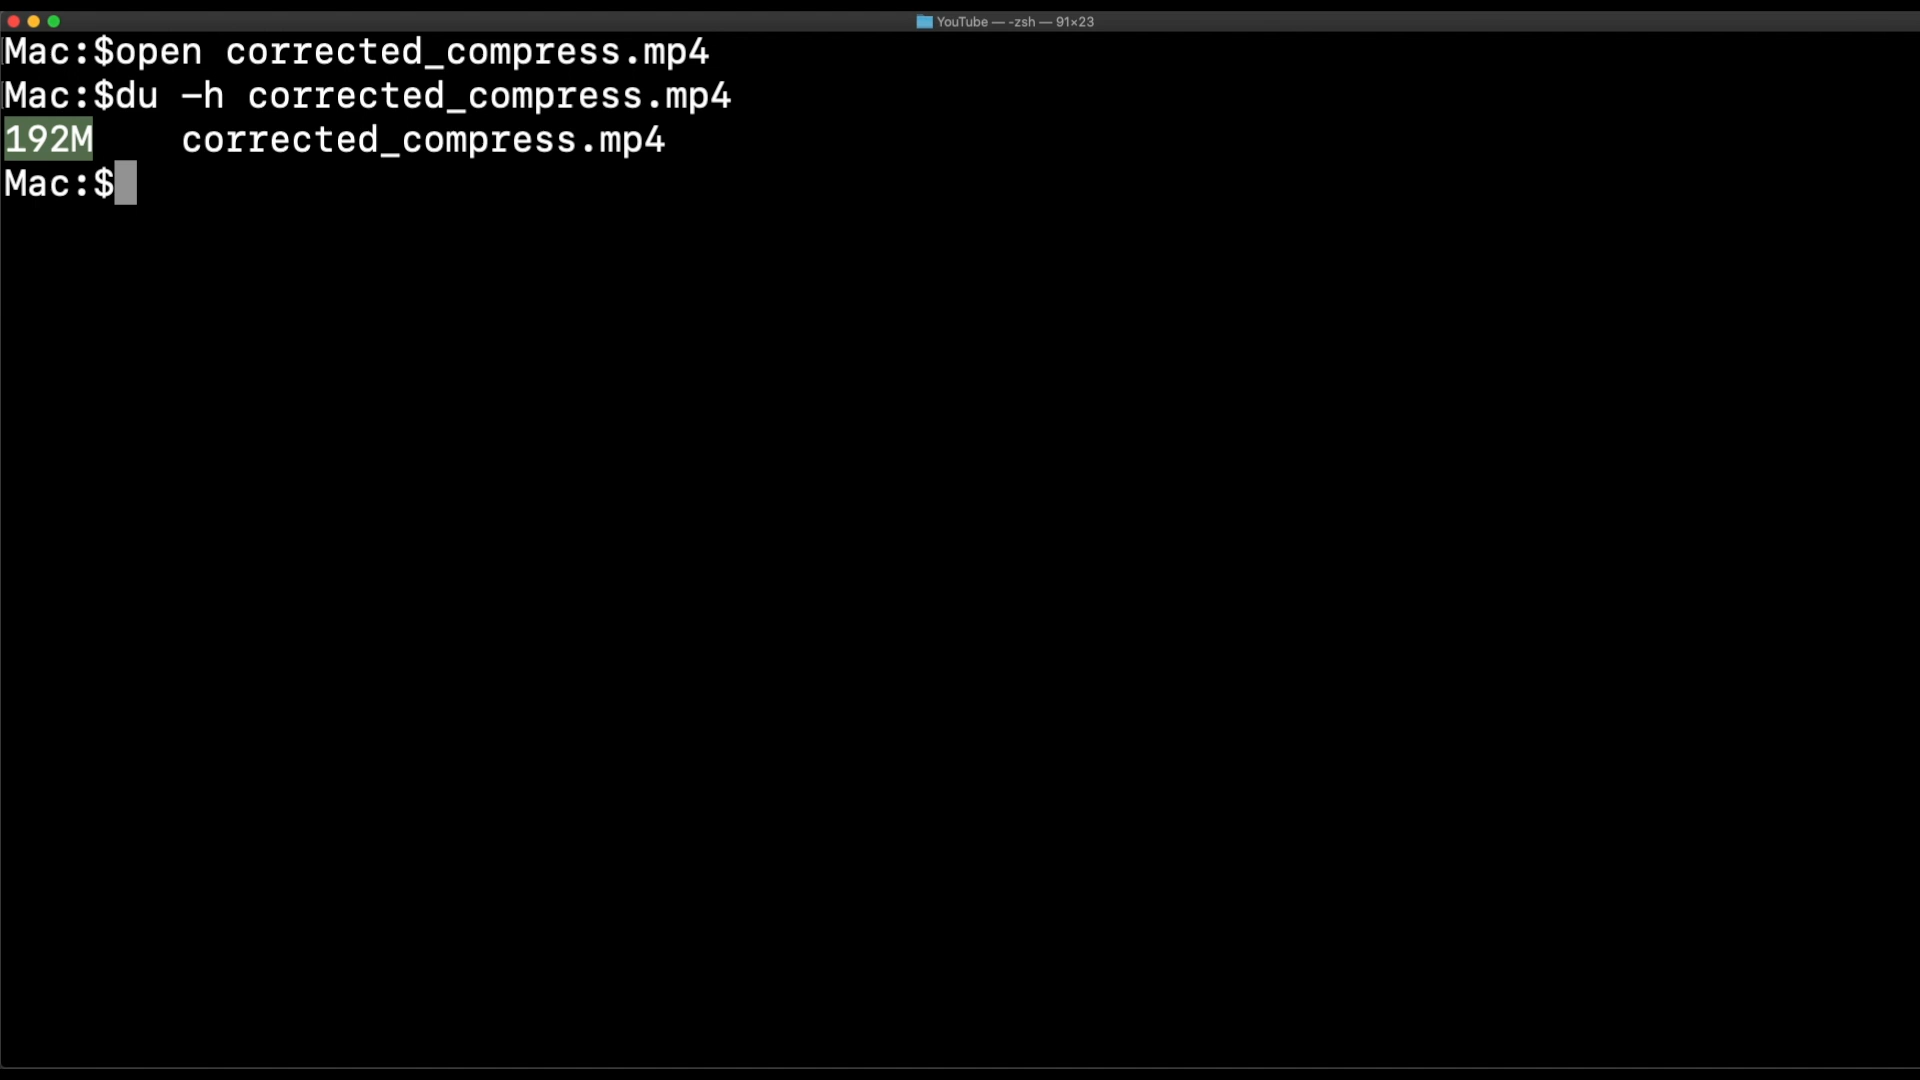 YouTube — -zsh — 91×23
Mac:$open corrected_compress.mp4
Mac:$du -h corrected_compress.mp4
192M    corrected_compress.mp4
Mac:$